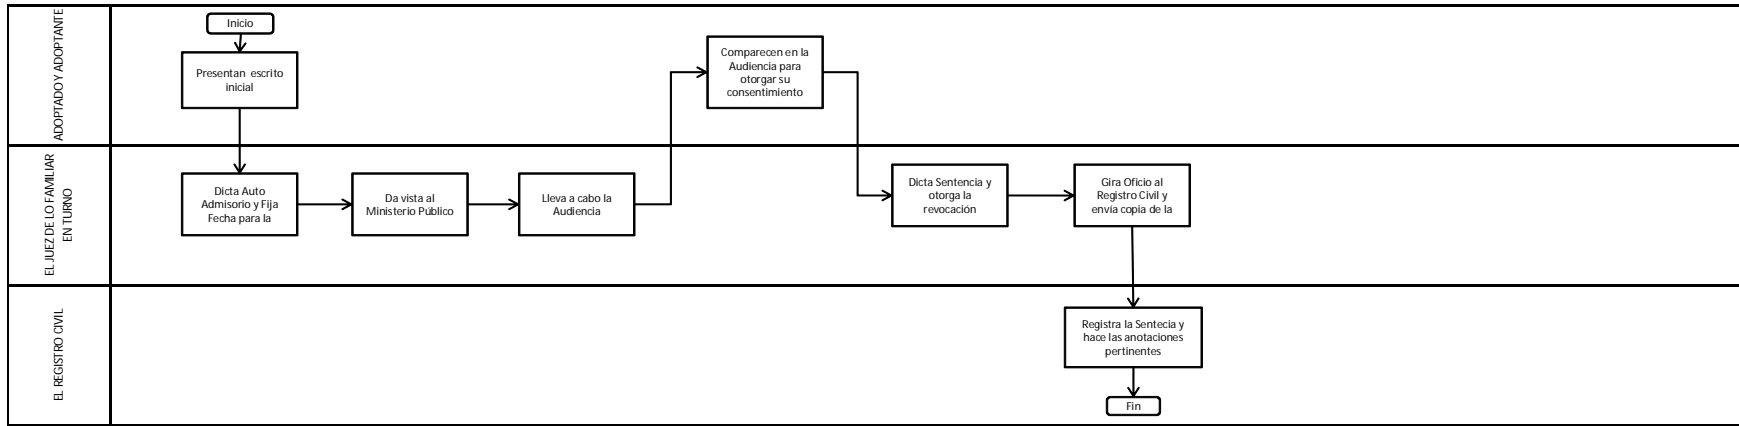 ADOPTADO Y ADOPTANTE
Inicio
Presentan escrito
inicial
Comparecen en la
Audiencia para
otorgar su
consentimiento
EL JUEZ DE LO FAMILIAR
EN TURNO
Dicta Auto
Admisorio y Fija
Fecha para la
Da vista al
Ministerio Público
Lleva a cabo la
Audiencia
Dicta Sentencia y
otorga la
revocación
Gira Oficio al
Registro Civil y
envía copia de la
EL REGISTRO CIVIL
Registra la Sentecia y
hace las anotaciones
pertinentes
Fin